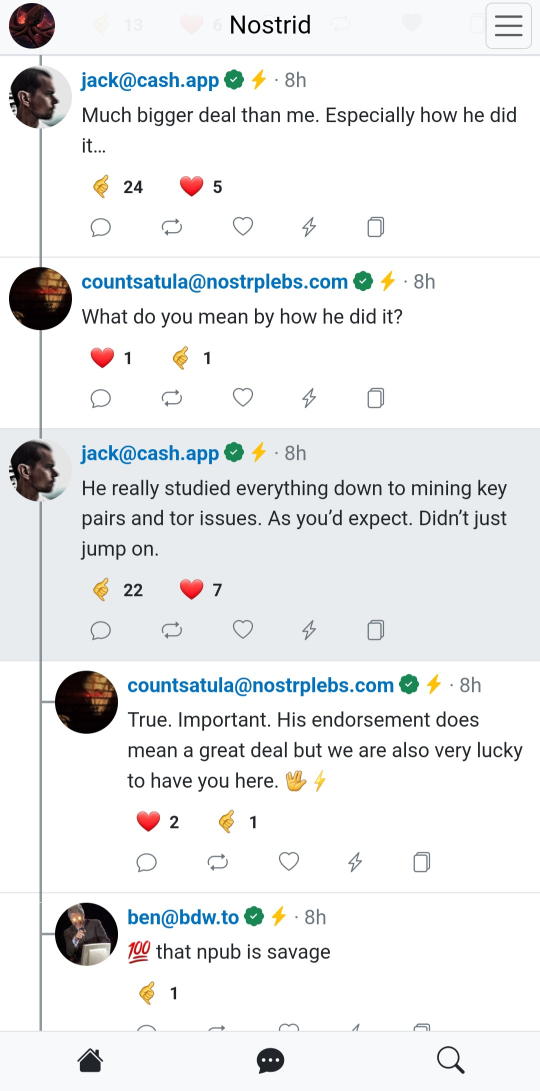 13 6
Nostrid
jack@cash.app · 8h
Much bigger deal than me. Especially how he did
it…
24 5
countsatula@nostrplebs.com · 8h
What do you mean by how he did it?
1 1
jack@cash.app · 8h
He really studied everything down to mining key
pairs and tor issues. As you’d expect. Didn’t just
jump on.
22 7
countsatula@nostrplebs.com · 8h
True. Important. His endorsement does
mean a great deal but we are also very lucky
to have you here. 🖖⚡
2 1
ben@bdw.to · 8h
💯 that npub is savage
1